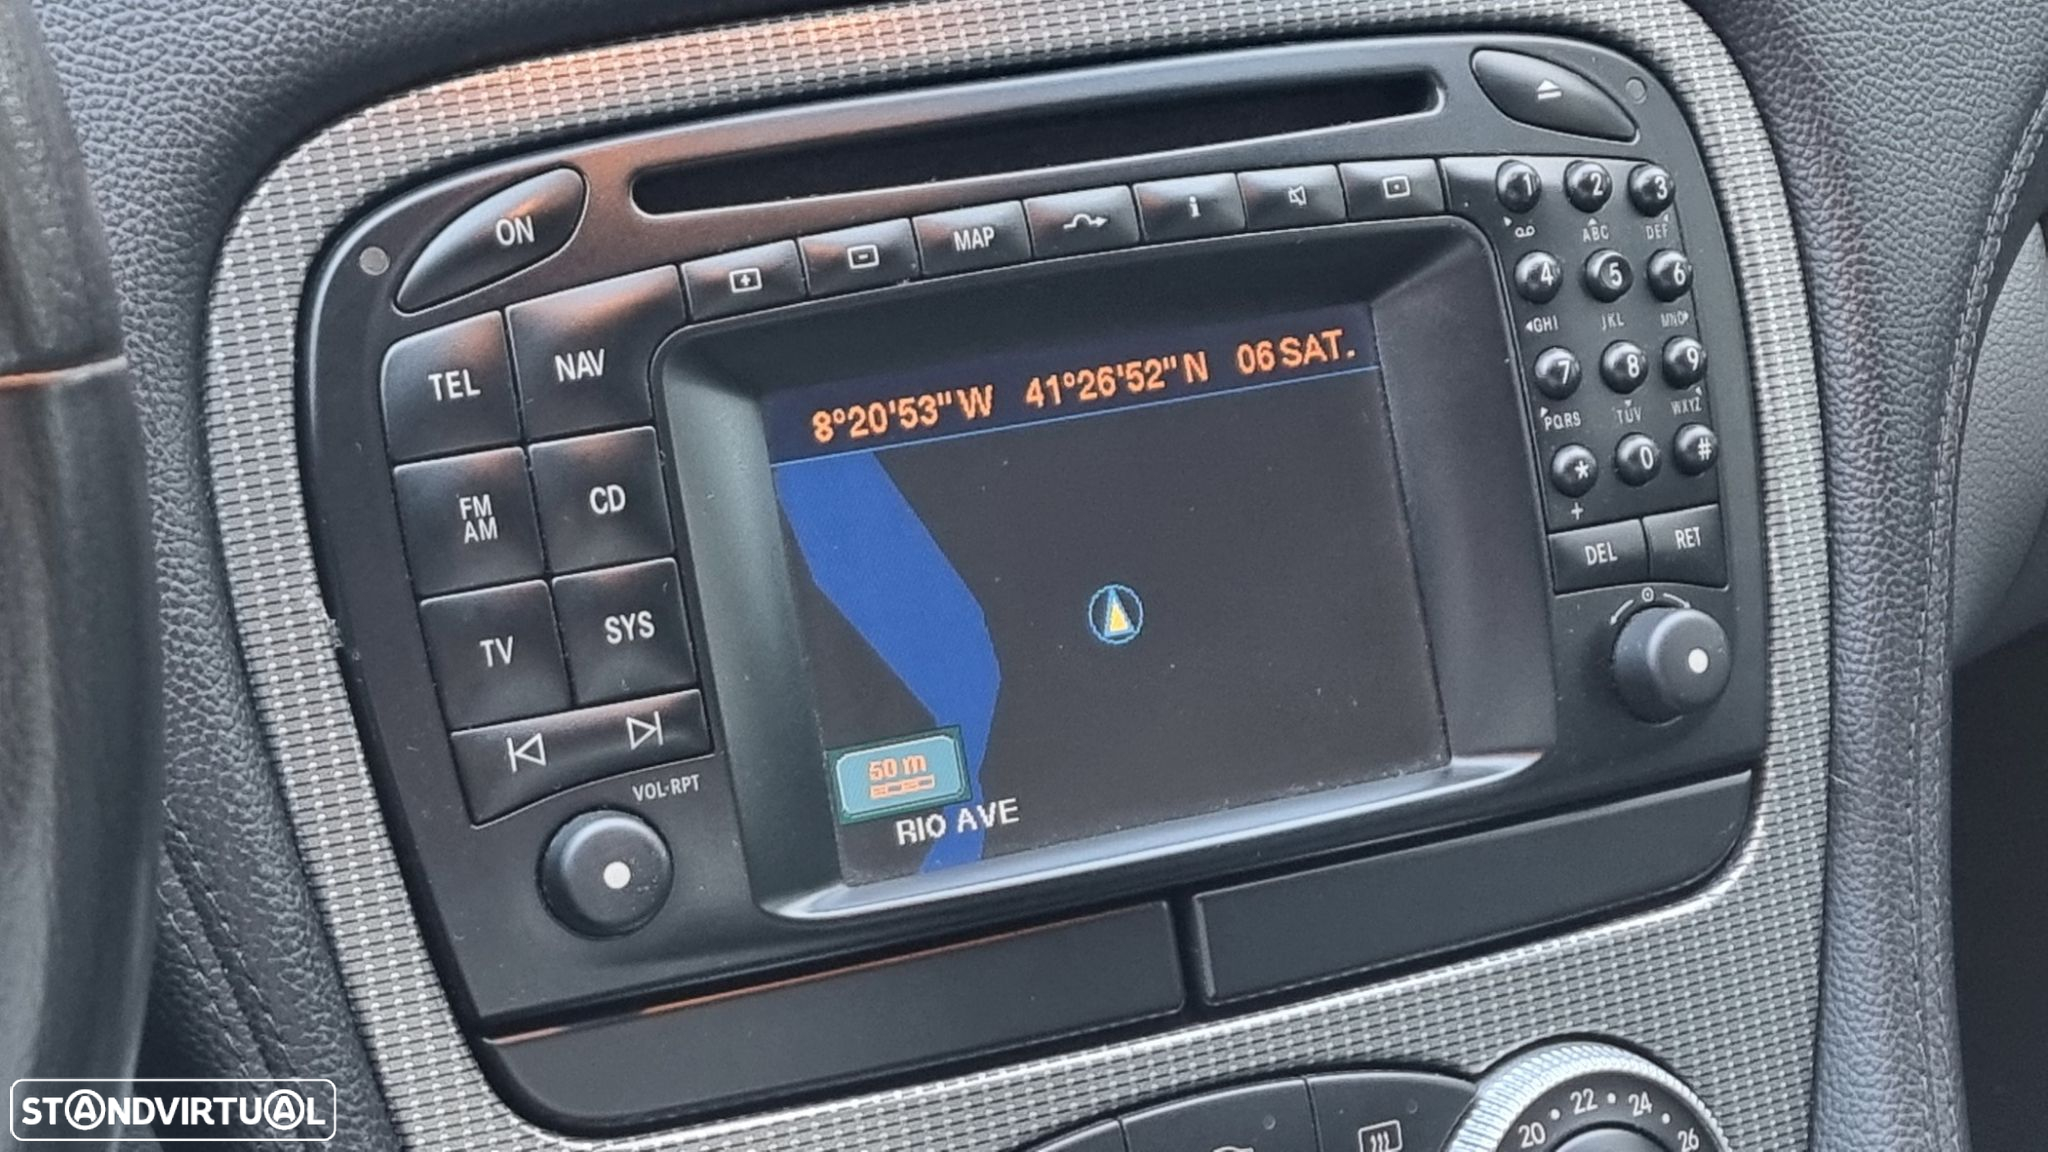 ON
MAP
i
TEL
NAV
FM
AM
CD
TV
SYS
VOL·RPT
8°20'53"W 41°26'52"N 06 SAT.
50 m
RIO AVE
1
2
3
ABC
DEF
4
5
6
GHI
JKL
MNO
7
8
9
PQRS
TUV
WXYZ
*
0
#
+
DEL
RET
20 • 22 • 24 • 26
STANDVIRTUAL